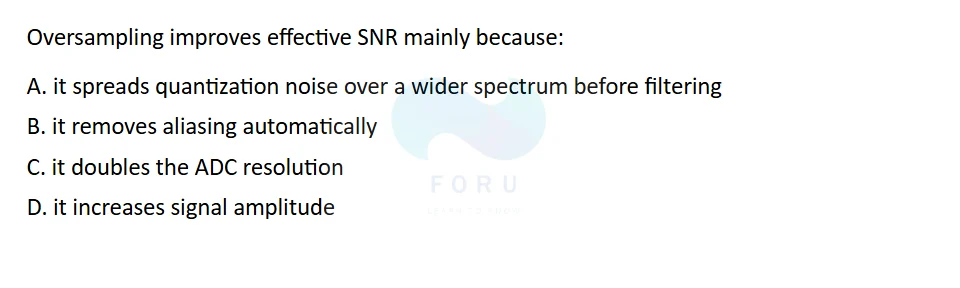 Oversampling improves effective SNR mainly because:
A. it spreads quantization noise over a wider spectrum before filtering
B. it removes aliasing automatically
C. it doubles the ADC resolution
D. it increases signal amplitude
FORU